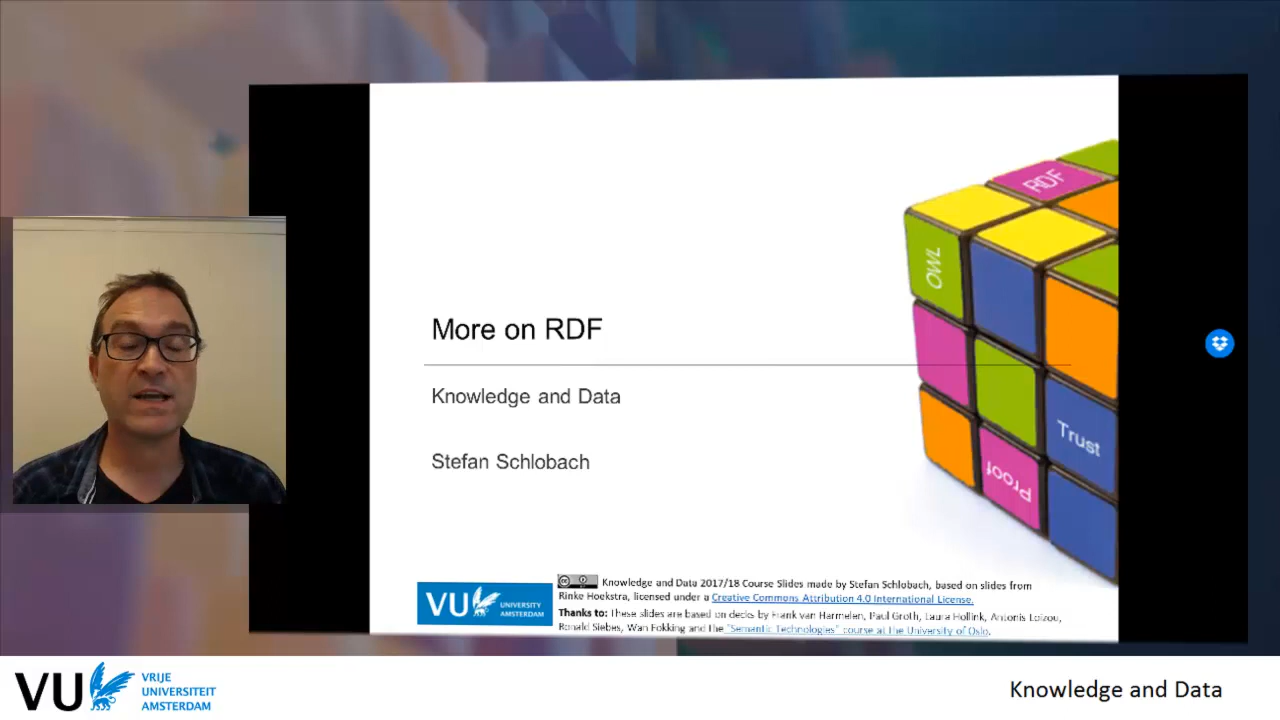 More on RDF
Knowledge and Data
Stefan Schlobach
RDF
OWL
Trust
Proof
VU UNIVERSITY
AMSTERDAM
Knowledge and Data 2017/18 Course Slides made by Stefan Schlobach, based on slides from
Rinke Hoekstra, licensed under a Creative Commons Attribution 4.0 International License.
Thanks to: These slides are based on decks by Frank van Harmelen, Paul Groth, Laura Hollink, Antonis Loizou,
Ronald Siebes, Wan Fokking and the "Semantic Technologies" course at the University of Oslo.
VU VRIJE
UNIVERSITEIT
AMSTERDAM
Knowledge and Data